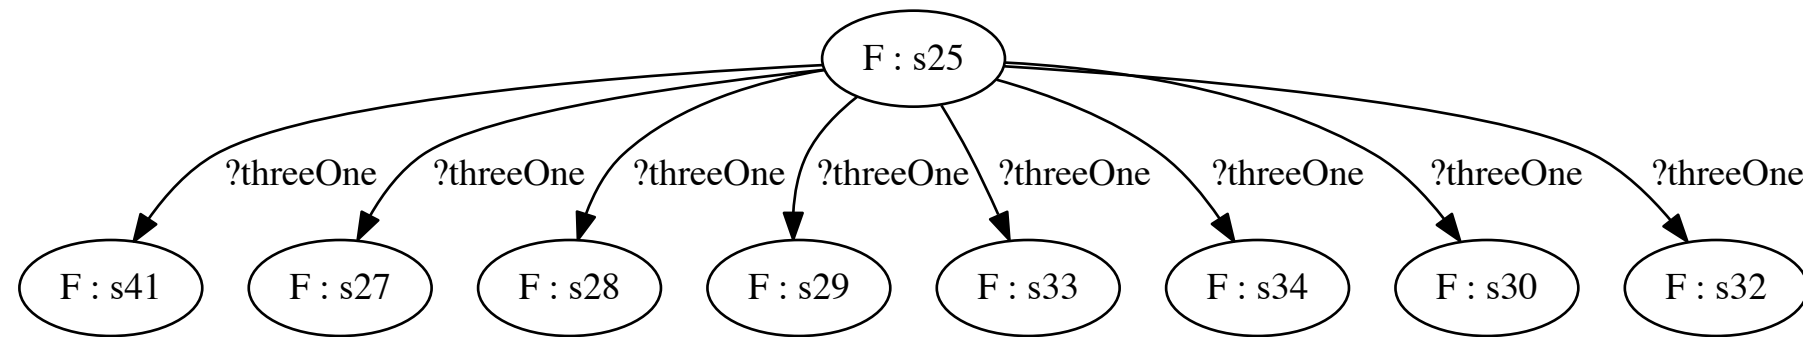 F : s25
?threeOne ?threeOne ?threeOne ?threeOne ?threeOne ?threeOne ?threeOne ?threeOne
F : s41 F : s27 F : s28 F : s29 F : s33 F : s34 F : s30 F : s32